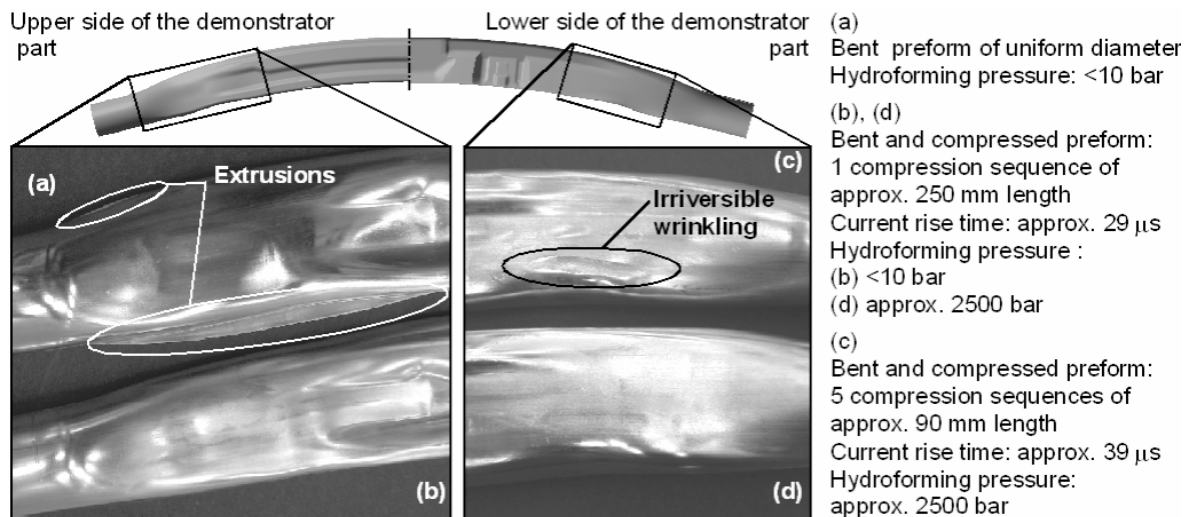 Upper side of the demonstrator
part
Lower side of the demonstrator
part
(a)
Extrusions
(b)
(c)
Irriversible
wrinkling
(d)
(a)
Bent preform of uniform diameter
Hydroforming pressure: <10 bar
(b), (d)
Bent and compressed preform:
1 compression sequence of
approx. 250 mm length
Current rise time: approx. 29 μs
Hydroforming pressure :
(b) <10 bar
(d) approx. 2500 bar
(c)
Bent and compressed preform:
5 compression sequences of
approx. 90 mm length
Current rise time: approx. 39 μs
Hydroforming pressure:
approx. 2500 bar